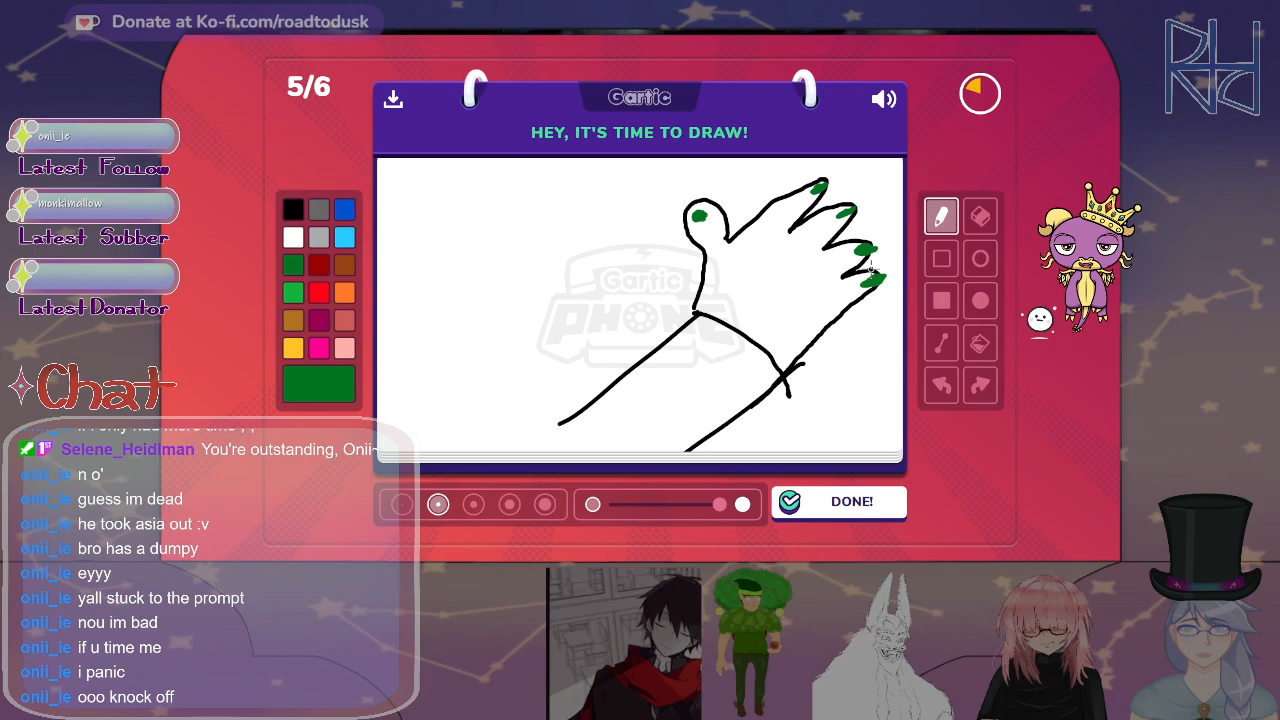 Donate at Ko-fi.com/roadtodusk
5/6
Gartic
HEY, IT'S TIME TO DRAW!
onii_ie
Latest Follow
monkimallow
Latest Subber
Latest Donator
Gartic
PHONE
Chat
Selene_Heidlman You're outstanding, Onii-
onii_ie n o'
onii_ie guess im dead
onii_ie he took asia out ;v
onii_ie bro has a dumpy
onii_ie eyyy
onii_ie yall stuck to the prompt
onii_ie nou im bad
onii_ie if u time me
onii_ie i panic
onii_ie ooo knock off
DONE!